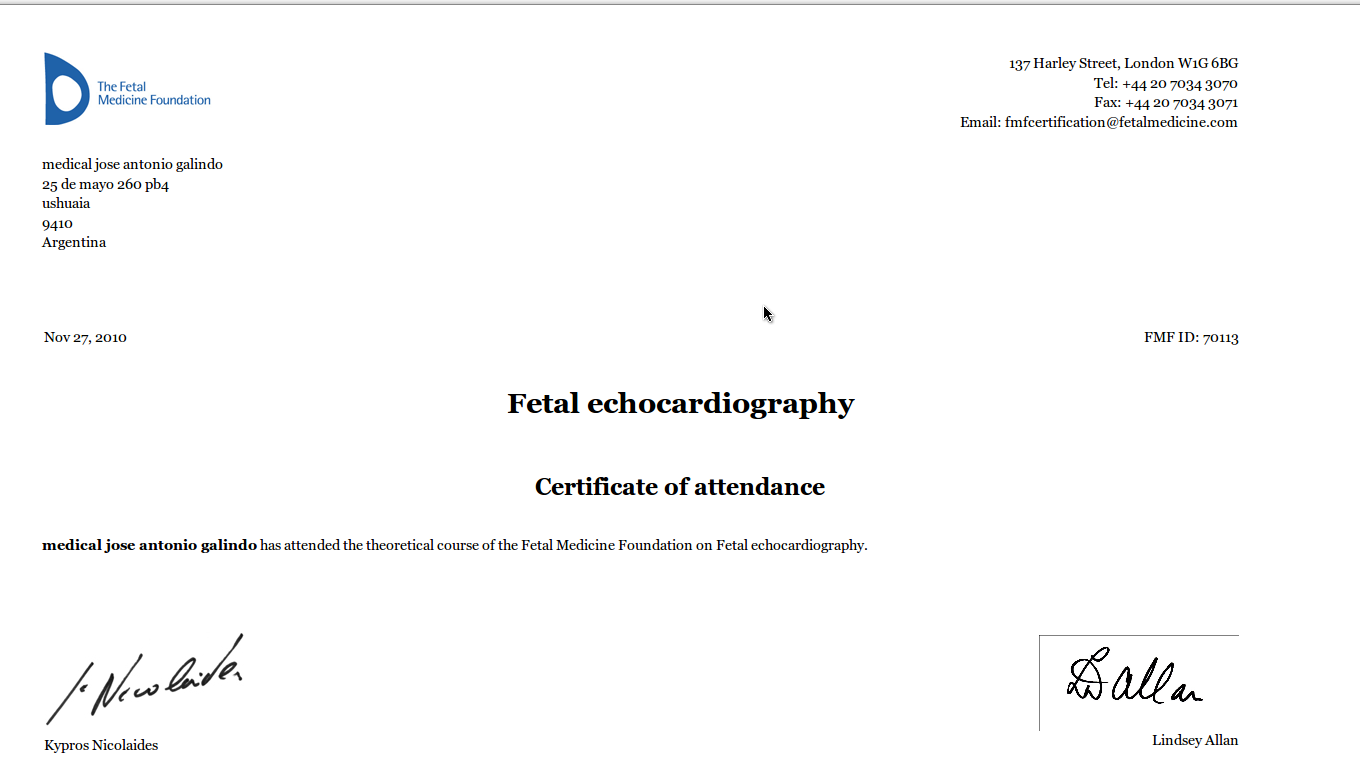 The Fetal
Medicine Foundation
137 Harley Street, London W1G 6BG
Tel: +44 20 7034 3070
Fax: +44 20 7034 3071
Email: fmfcertification@fetalmedicine.com
medical jose antonio galindo
25 de mayo 260 pb4
ushuaia
9410
Argentina
Nov 27, 2010
FMF ID: 70113
Fetal echocardiography
Certificate of attendance
medical jose antonio galindo has attended the theoretical course of the Fetal Medicine Foundation on Fetal echocardiography.
K Nicolaides
LD Allan
Kypros Nicolaides
Lindsey Allan